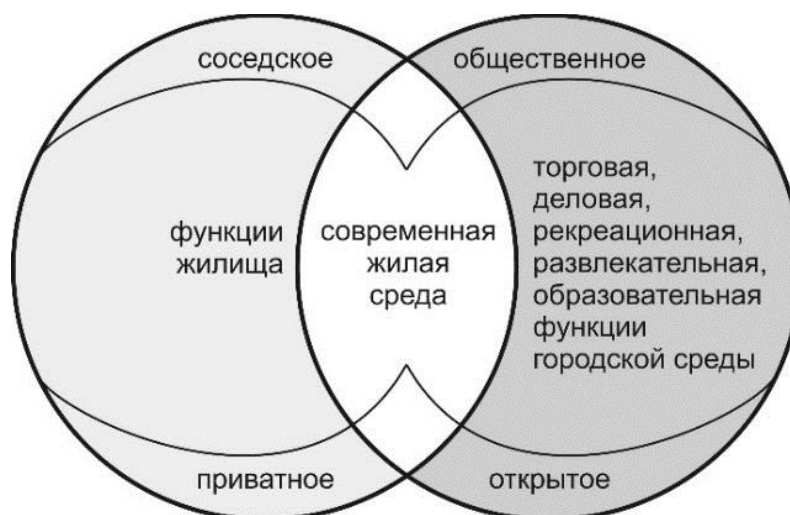 соседское
общественное
функции
жилища
современная
жилая
среда
торговая,
деловая,
рекреационная,
развлекательная,
образовательная
функции
городской среды
приватное
открытое